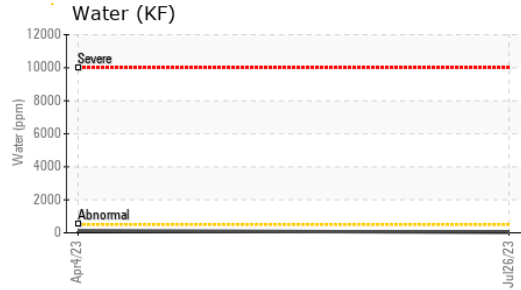 Water (KF)
12000
Severe
10000
8000
Water (ppm)
6000
4000
2000
Abnormal
0
Apr4/23
Jul26/23